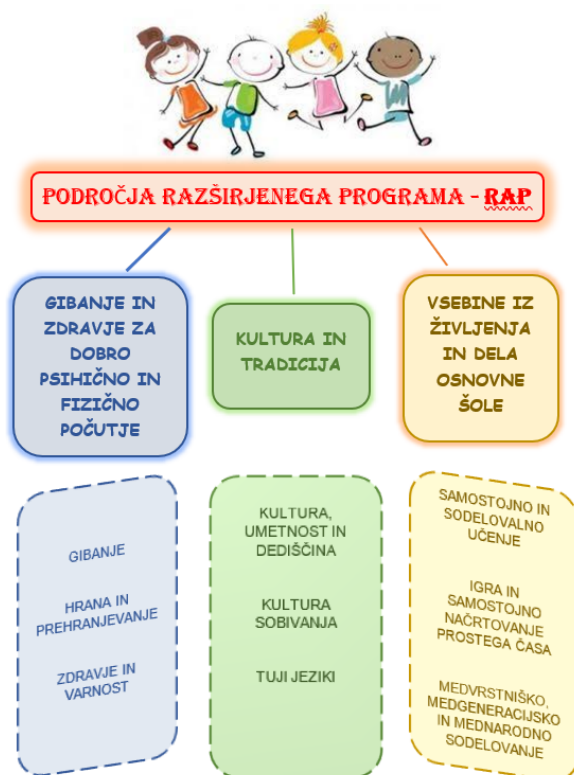 PODROČJA RAZŠIRJENEGA PROGRAMA - RAP
GIBANJE IN
ZDRAVJE ZA
DOBRO
PSIHIČNO IN
FIZIČNO
POČUTJE
KULTURA IN
TRADICIJA
VSEBINE IZ
ŽIVLJENJA
IN DELA
OSNOVNE
ŠOLE
GIBANJE
HRANA IN
PREHRANJEVANJE
ZDRAVJE IN
VARNOST
KULTURA,
UMETNOST IN
DEDIŠČINA
KULTURA
SOBIVANJA
TUJI JEZIKI
SAMOSTOJNO IN
SODELOVALNO
UČENJE
IGRA IN
SAMOSTOJNO
NAČRTOVANJE
PROSTEGA ČASA
MEDVRSTNIŠKO,
MEDGENERACIJSKO
IN MEDNARODNO
SODELOVANJE